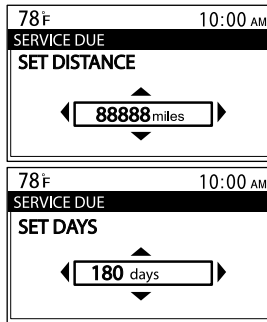 78°F 10:00 AM
SERVICE DUE
SET DISTANCE
88888 miles
78°F 10:00 AM
SERVICE DUE
SET DAYS
180 days